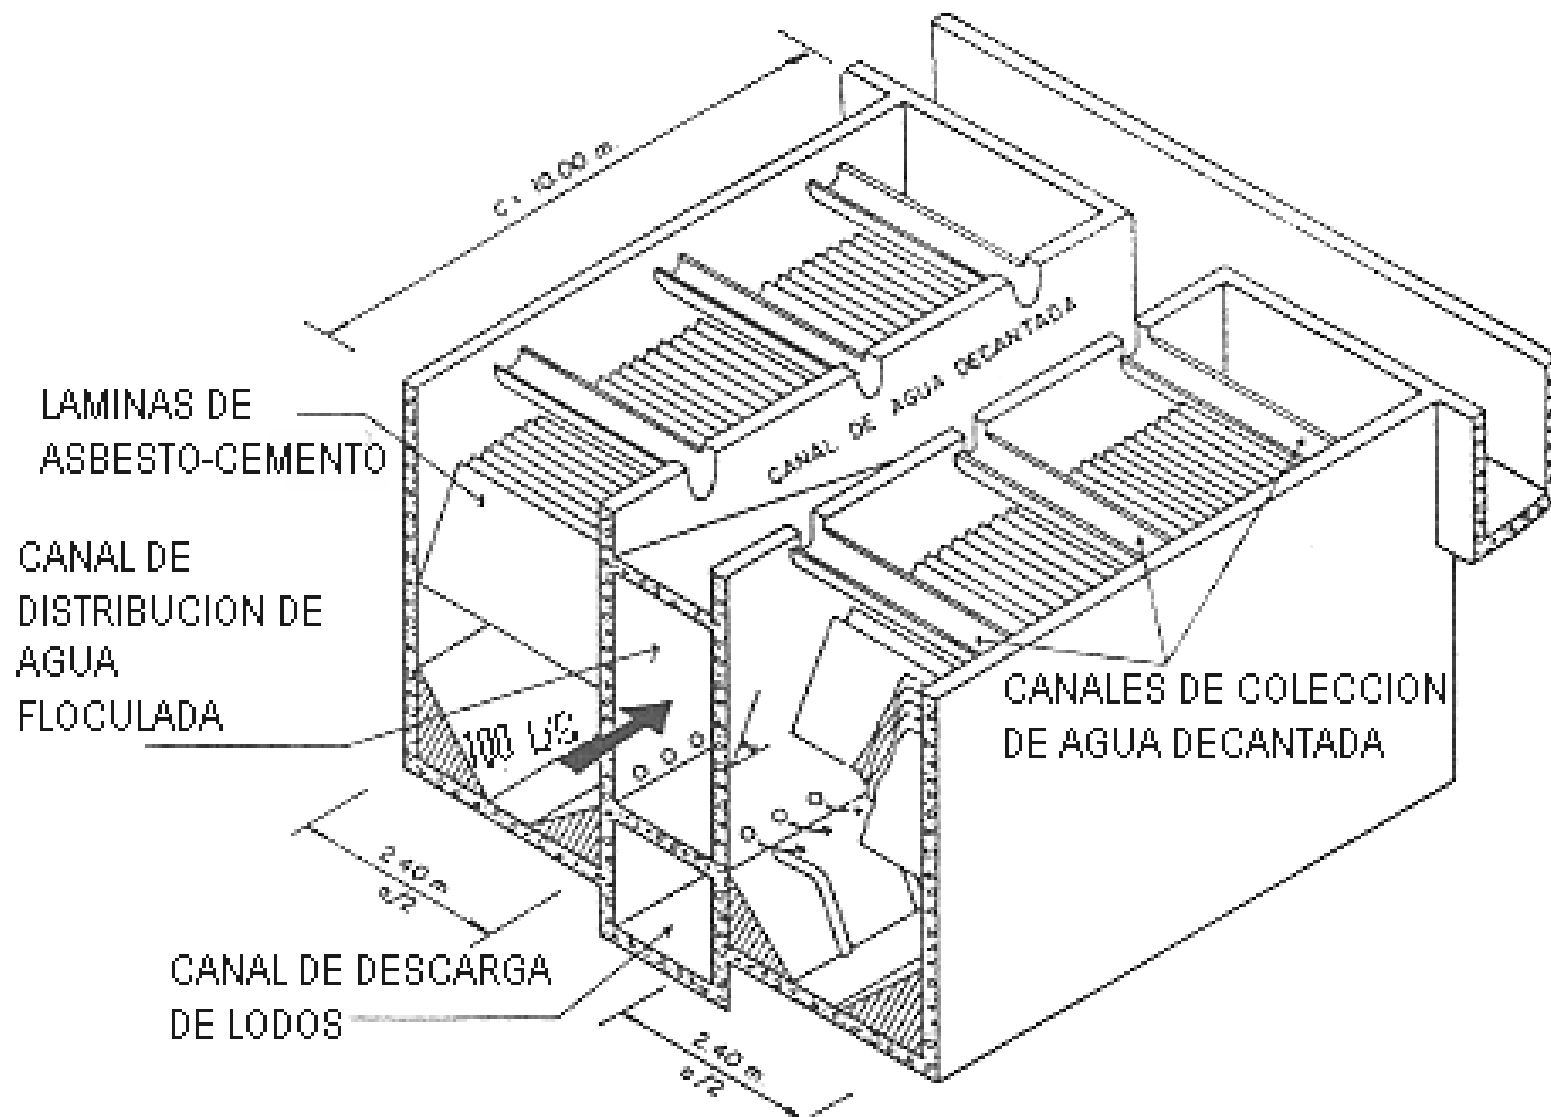 C = 10.00 m.
LAMINAS DE
ASBESTO-CEMENTO
CANAL DE AGUA DECANTADA
CANAL DE
DISTRIBUCION DE
AGUA
FLOCULADA
100 L/S
CANALES DE COLECCION
DE AGUA DECANTADA
2.40 m.
a/2
CANAL DE DESCARGA
DE LODOS
2.40 m.
a/2